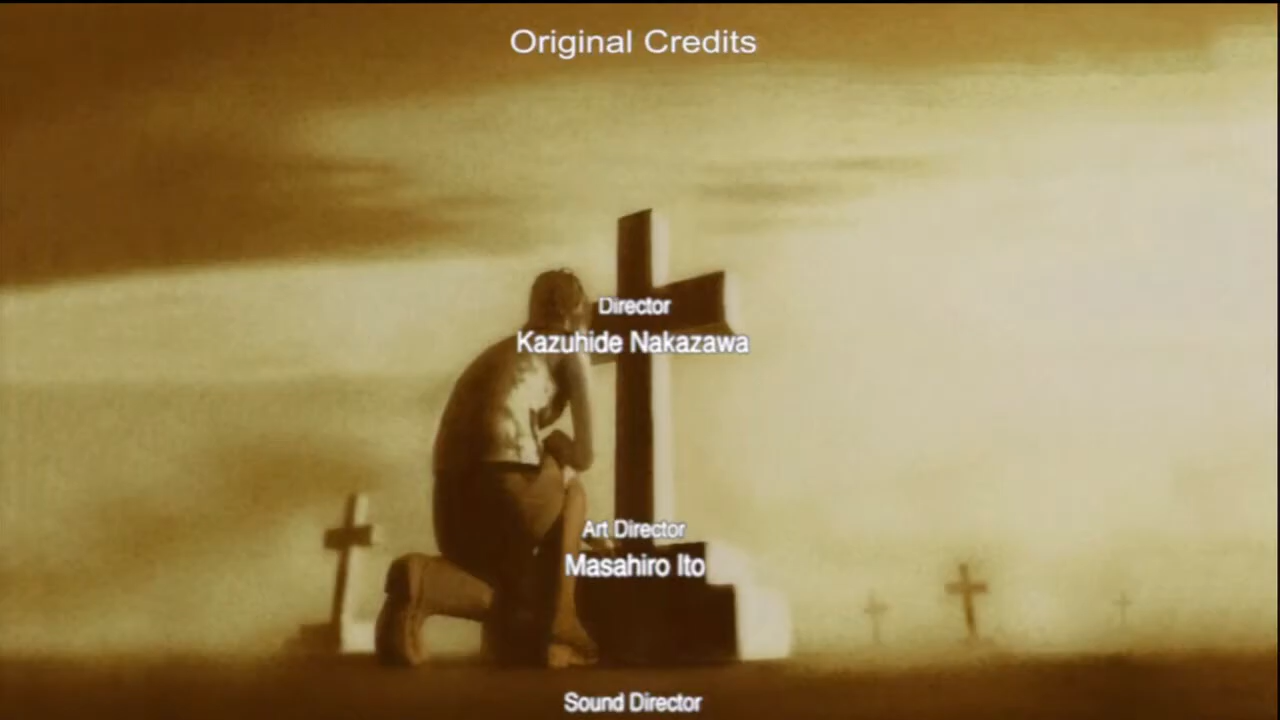 Original Credits
Director
Kazuhide Nakazawa
Art Director
Masahiro Ito
Sound Director